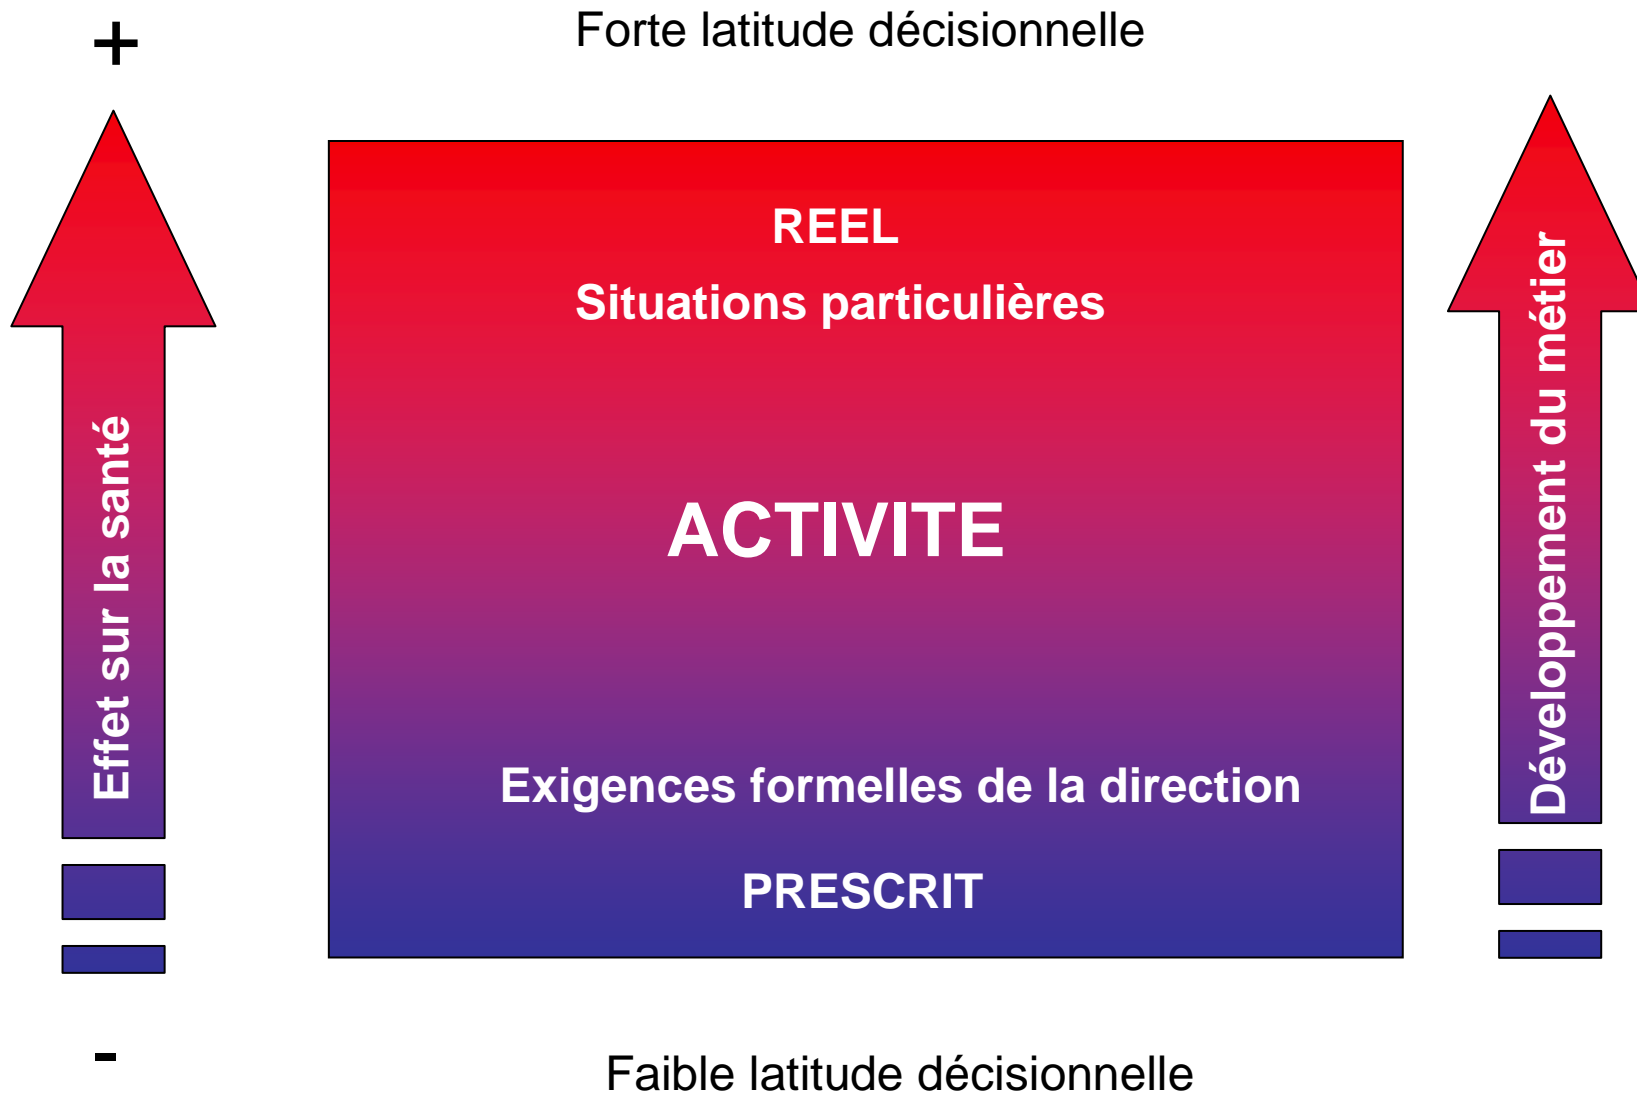 +
Forte latitude décisionnelle
REEL
Situations particulières
ACTIVITE
Exigences formelles de la direction
PRESCRIT
Effet sur la santé
Développement du métier
-
Faible latitude décisionnelle